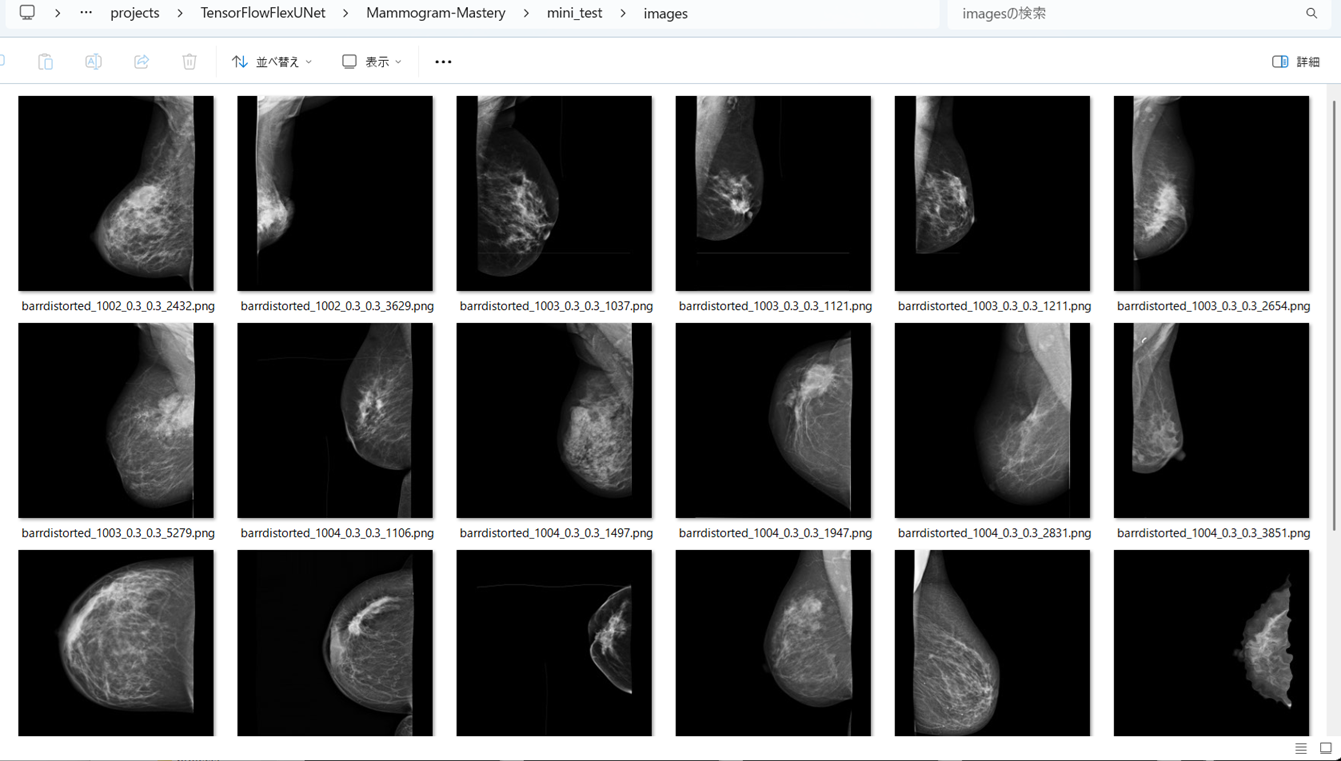 projects > TensorFlowFlexUNet > Mammogram-Mastery > mini_test > images
imagesの検索
並べ替え
表示
詳細
barrdistorted_1002_0.3_0.3_2432.png
barrdistorted_1002_0.3_0.3_3629.png
barrdistorted_1003_0.3_0.3_1037.png
barrdistorted_1003_0.3_0.3_1121.png
barrdistorted_1003_0.3_0.3_1211.png
barrdistorted_1003_0.3_0.3_2654.png
barrdistorted_1003_0.3_0.3_5279.png
barrdistorted_1004_0.3_0.3_1106.png
barrdistorted_1004_0.3_0.3_1497.png
barrdistorted_1004_0.3_0.3_1947.png
barrdistorted_1004_0.3_0.3_2831.png
barrdistorted_1004_0.3_0.3_3851.png